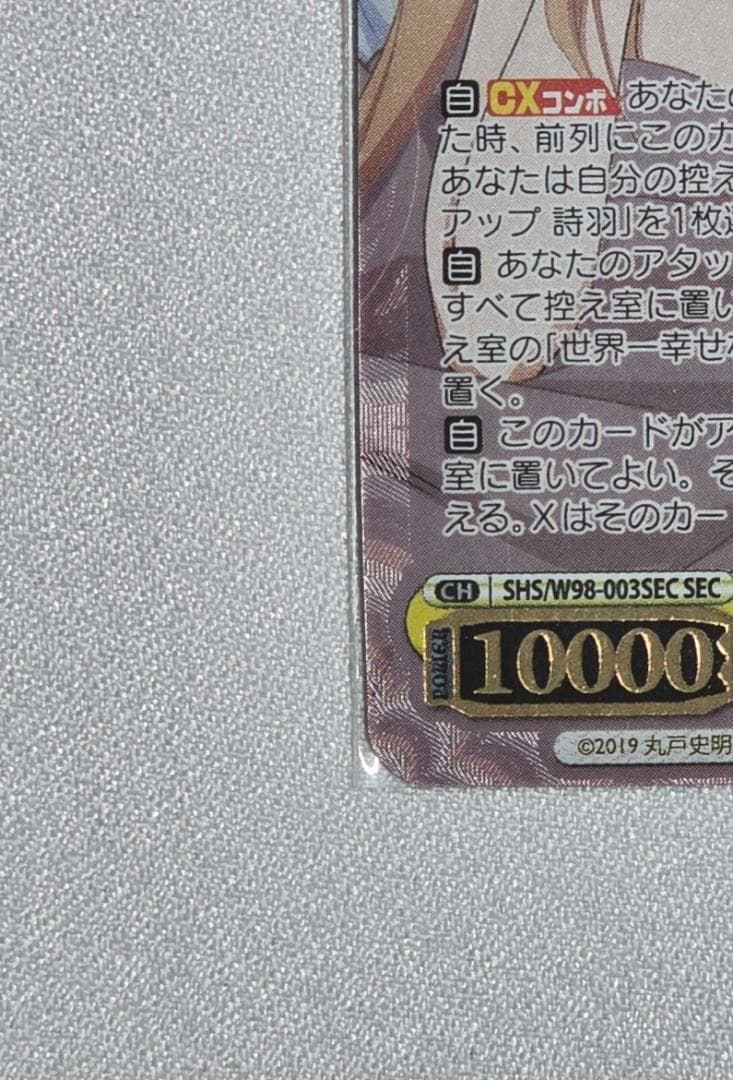 自 CXコンボ あなたの
た時、前列にこのカ
あなたは自分の控え
アップ 詩羽」を1枚選
自 あなたのアタッ
すべて控え室に置い
え室の「世界一幸せな
置く。
自 このカードがア
室に置いてよい。そ
える。Xはそのカー
CH SHS/W98-003SEC SEC
POWER 10000
©2019 丸戸史明